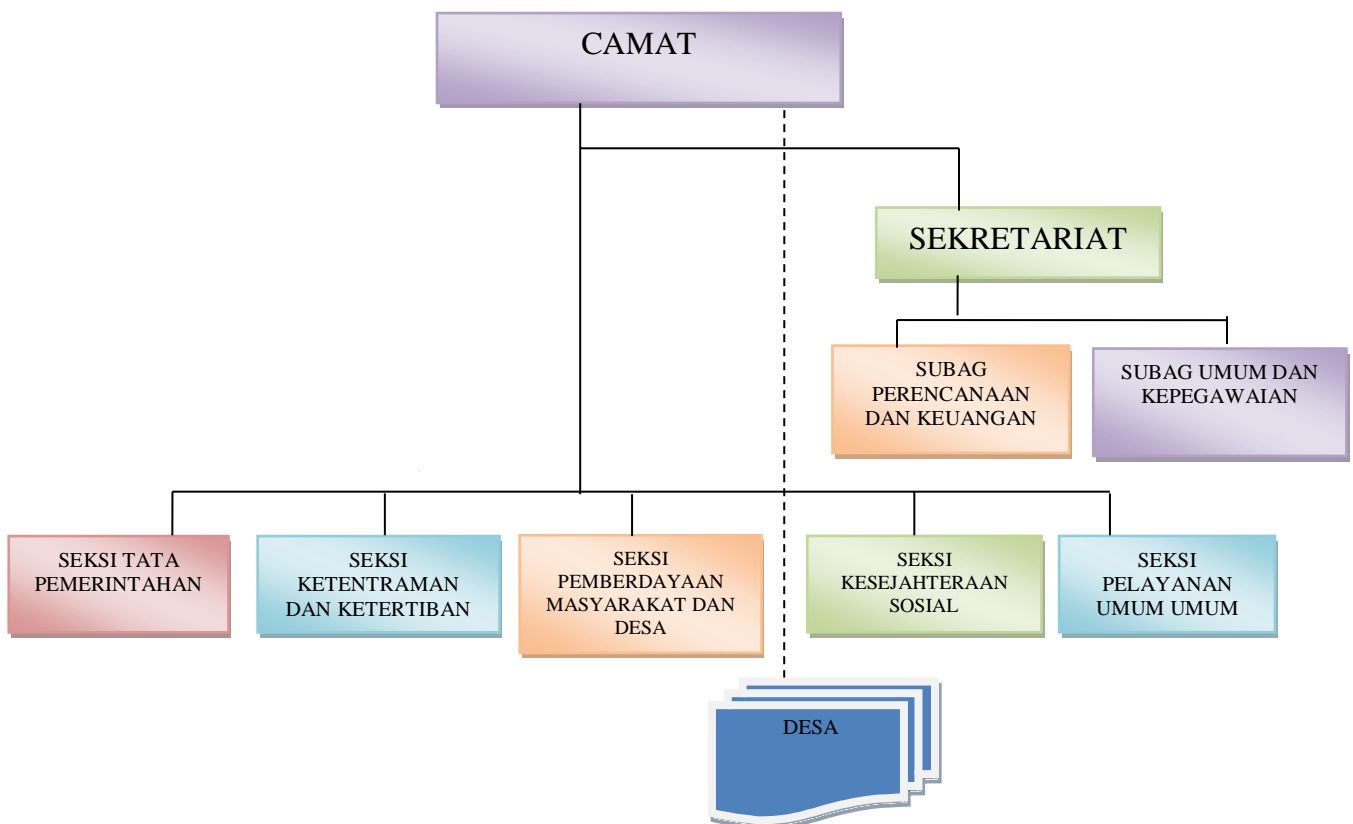 CAMAT
SEKRETARIAT
SUBAG
PERENCANAAN
DAN KEUANGAN
SUBAG UMUM DAN
KEPEGAWAIAN
SEKSI TATA
PEMERINTAHAN
SEKSI
KETENTRAMAN
DAN KETERTIBAN
SEKSI
PEMBERDAYAAN
MASYARAKAT DAN
DESA
SEKSI
KESEJAHTERAAN
SOSIAL
SEKSI
PELAYANAN
UMUM UMUM
DESA